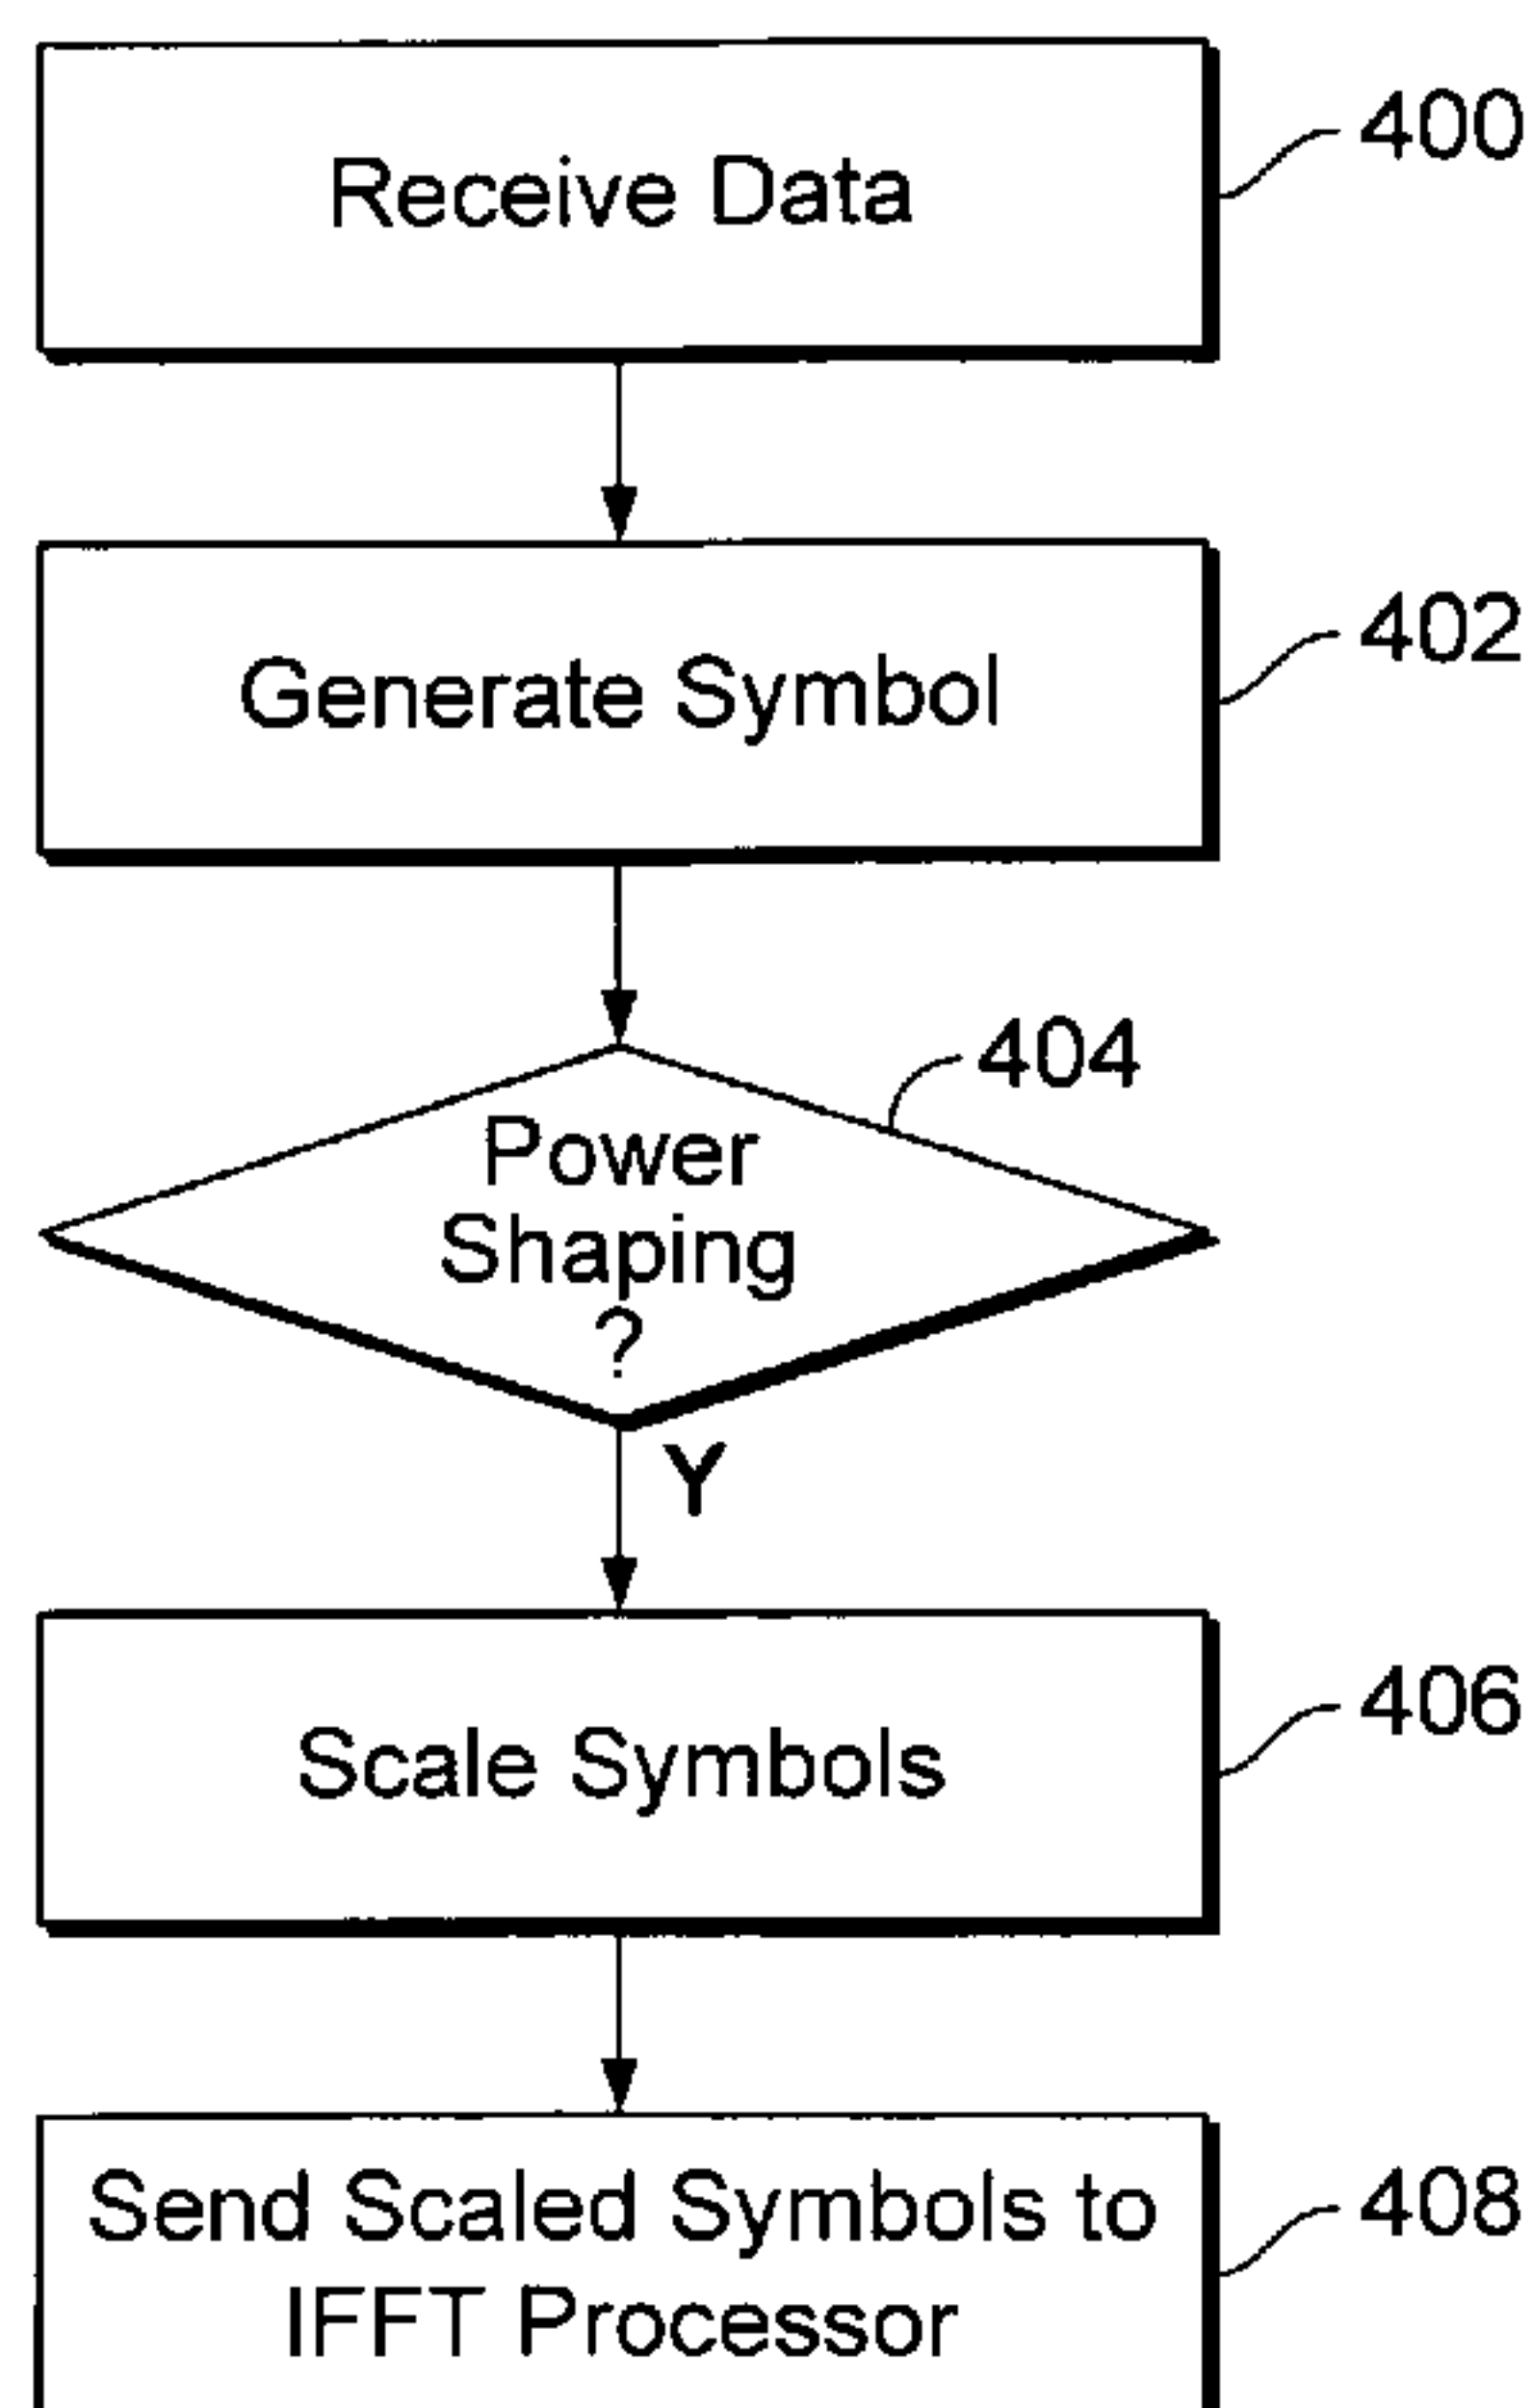 Receive Data
400
Generate Symbol
402
404
Power
Shaping
?
Y
Scale Symbols
406
Send Scaled Symbols to
IFFT Processor
408